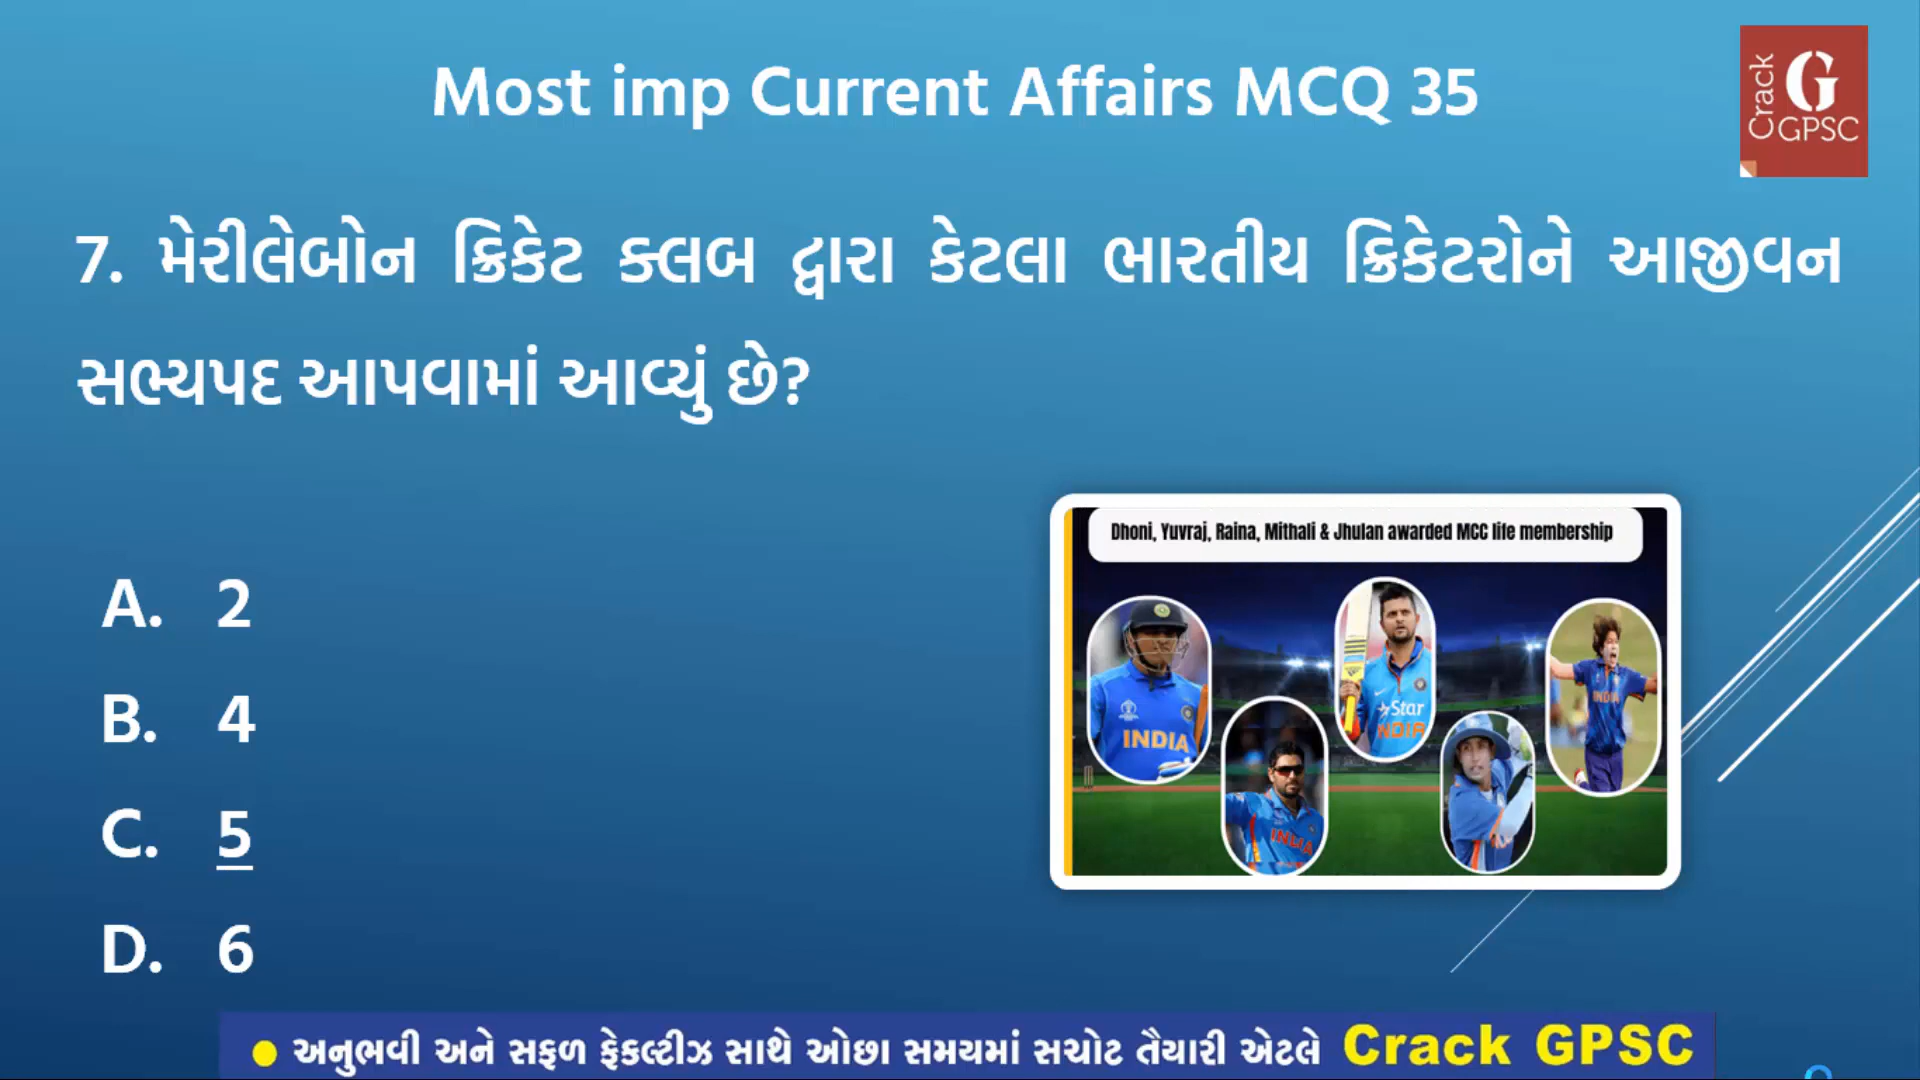 Most imp Current Affairs MCQ 35
Crack
G
GPSC
7. મેરીલેબોન ક્રિકેટ ક્લબ દ્વારા કેટલા ભારતીય ક્રિકેટરોને આજીવન
સભ્યપદ આપવામાં આવ્યું છે?
A. 2
B. 4
C. 5
D. 6
Dhoni, Yuvraj, Raina, Mithali & Jhulan awarded MCC life membership
INDIA
INDIA
Star
INDIA
INDIA
અનુભવી અને સફળ ફેકલ્ટીઝ સાથે ઓછા સમયમાં સચોટ તૈયારી એટલે Crack GPSC